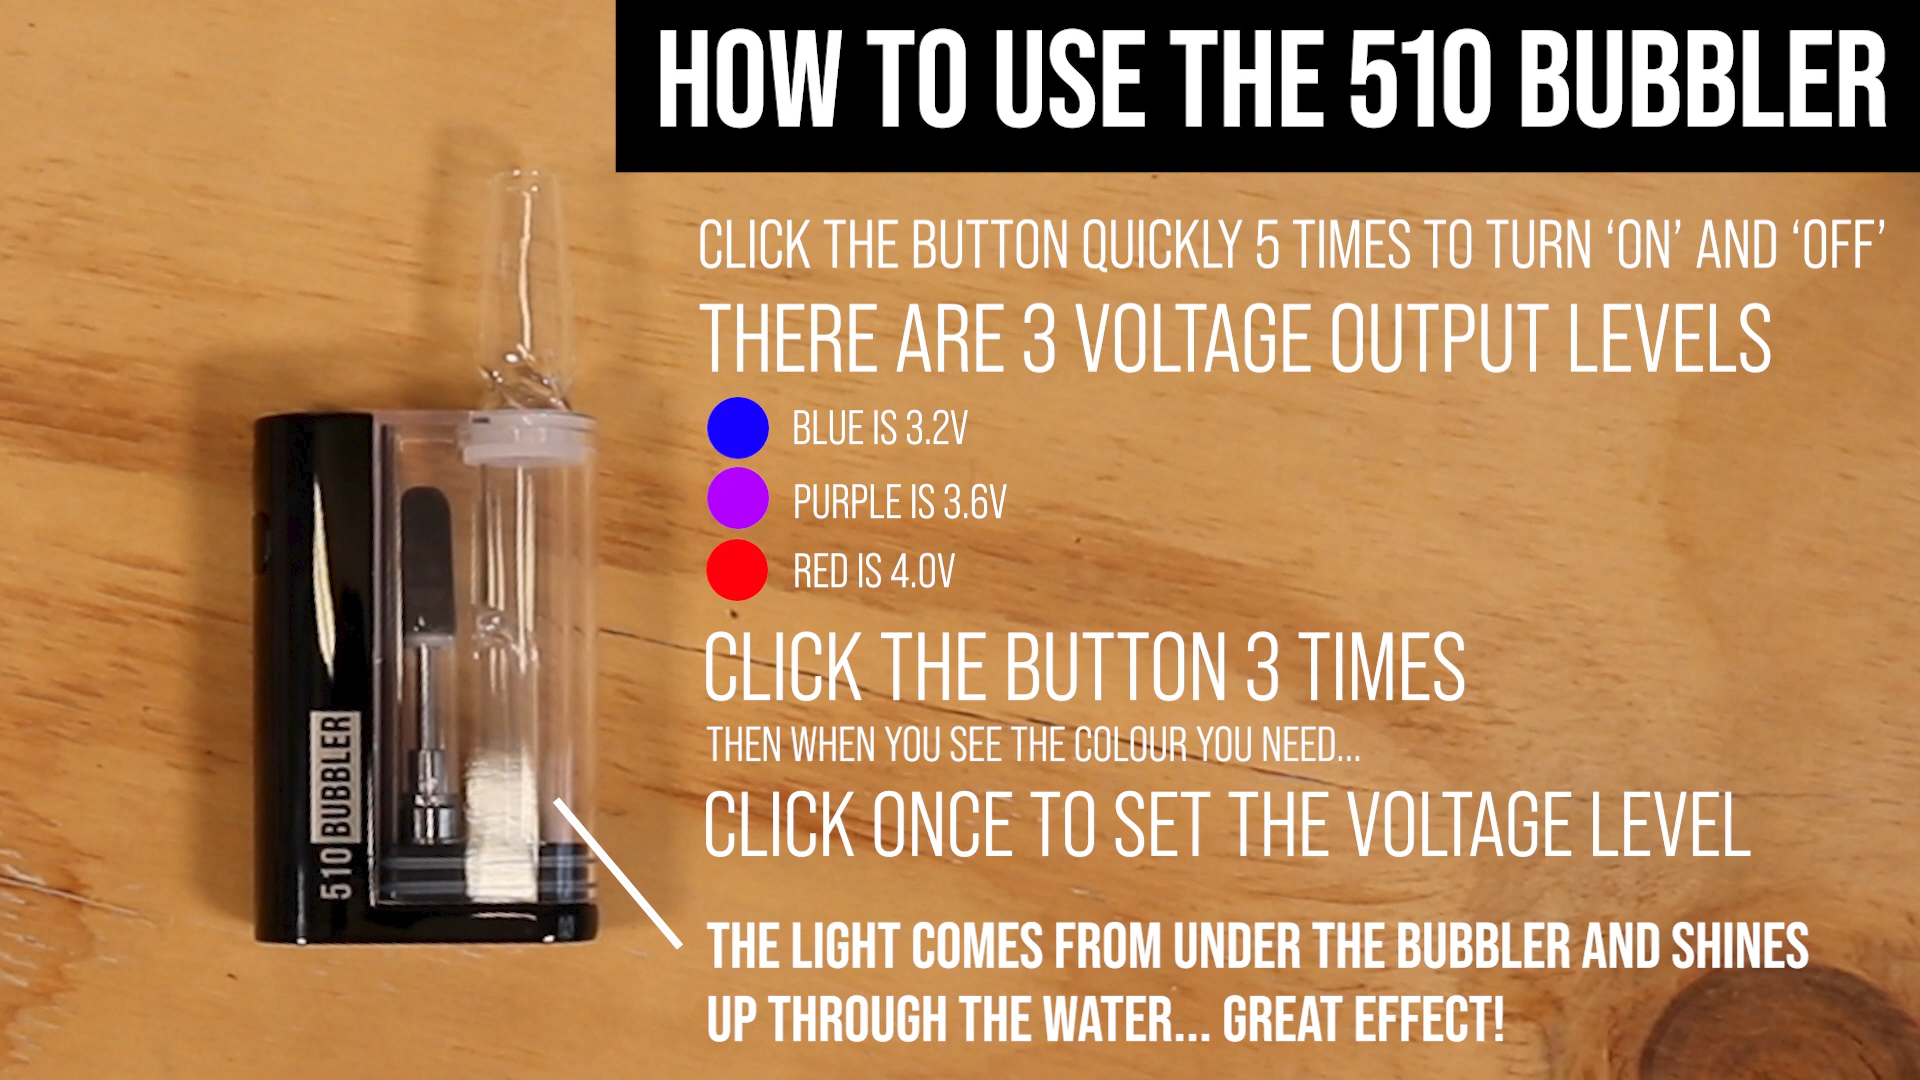 HOW TO USE THE 510 BUBBLER
CLICK THE BUTTON QUICKLY 5 TIMES TO TURN ‘ON’ AND ‘OFF’
THERE ARE 3 VOLTAGE OUTPUT LEVELS
BLUE IS 3.2V
PURPLE IS 3.6V
RED IS 4.0V
CLICK THE BUTTON 3 TIMES
THEN WHEN YOU SEE THE COLOUR YOU NEED...
CLICK ONCE TO SET THE VOLTAGE LEVEL
THE LIGHT COMES FROM UNDER THE BUBBLER AND SHINES
UP THROUGH THE WATER... GREAT EFFECT!
510 BUBBLER